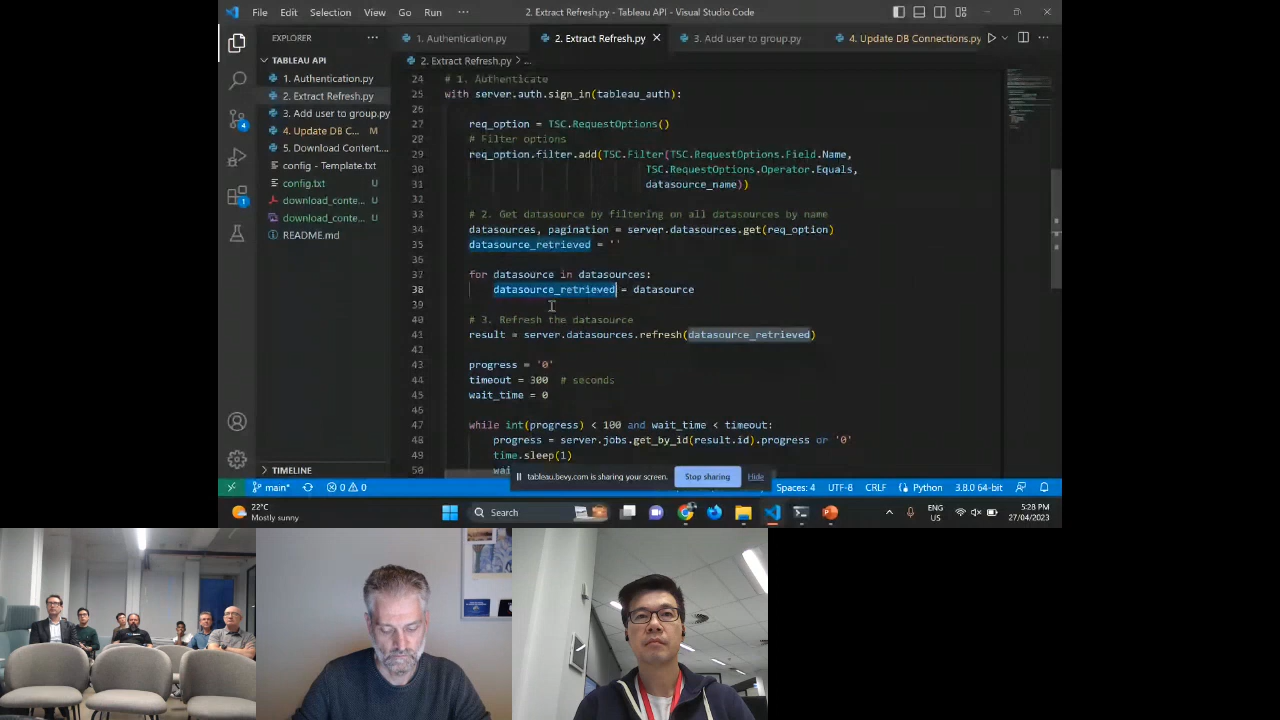 File Edit Selection View Go Run ··· 2. Extract Refresh.py - Tableau API - Visual Studio Code
EXPLORER ···
1. Authentication.py 2. Extract Refresh.py 3. Add user to group.py 4. Update DB Connections.py
TABLEAU API
1. Authentication.py
2. Extract Refresh.py
3. Add user to group.py
4. Update DB C... M
5. Download Conten...
config - Template.txt
config.txt U
download_conte... U
download_conte... U
README.md
TIMELINE
2. Extract Refresh.py > ...
24 # 1. Authenticate
25 with server.auth.sign_in(tableau_auth):
26
27 req_option = TSC.RequestOptions()
28 # Filter options
29 req_option.filter.add(TSC.Filter(TSC.RequestOptions.Field.Name,
30 TSC.RequestOptions.Operator.Equals,
31 datasource_name))
32
33 # 2. Get datasource by filtering on all datasources by name
34 datasources, pagination = server.datasources.get(req_option)
35 datasource_retrieved = ''
36
37 for datasource in datasources:
38 datasource_retrieved = datasource
39
40 # 3. Refresh the datasource
41 result = server.datasources.refresh(datasource_retrieved)
42
43 progress = '0'
44 timeout = 300 # seconds
45 wait_time = 0
46
47 while int(progress) < 100 and wait_time < timeout:
48 progress = server.jobs.get_by_id(result.id).progress or '0'
49 time.sleep(1)
50
tableau.bevy.com is sharing your screen. Stop sharing Hide
4
1
main* 0 0 Spaces: 4 UTF-8 CRLF Python 3.8.0 64-bit
22°C
Mostly sunny
Search
ENG
US
5:28 PM
27/04/2023